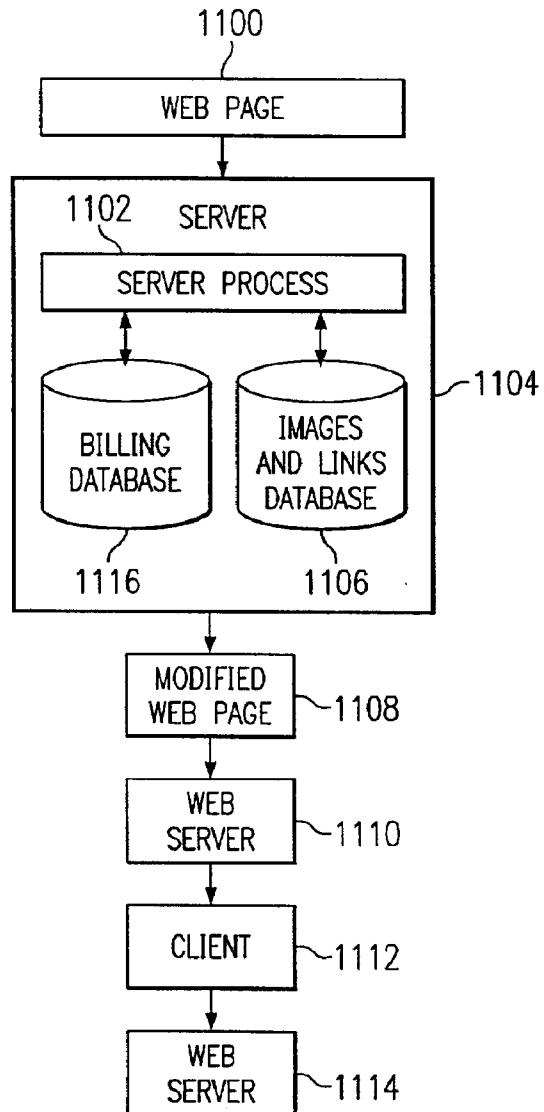 1100
WEB PAGE
1102
SERVER
SERVER PROCESS
1104
BILLING
DATABASE
IMAGES
AND LINKS
DATABASE
1116
1106
MODIFIED
WEB PAGE
1108
WEB
SERVER
1110
CLIENT
1112
WEB
SERVER
1114